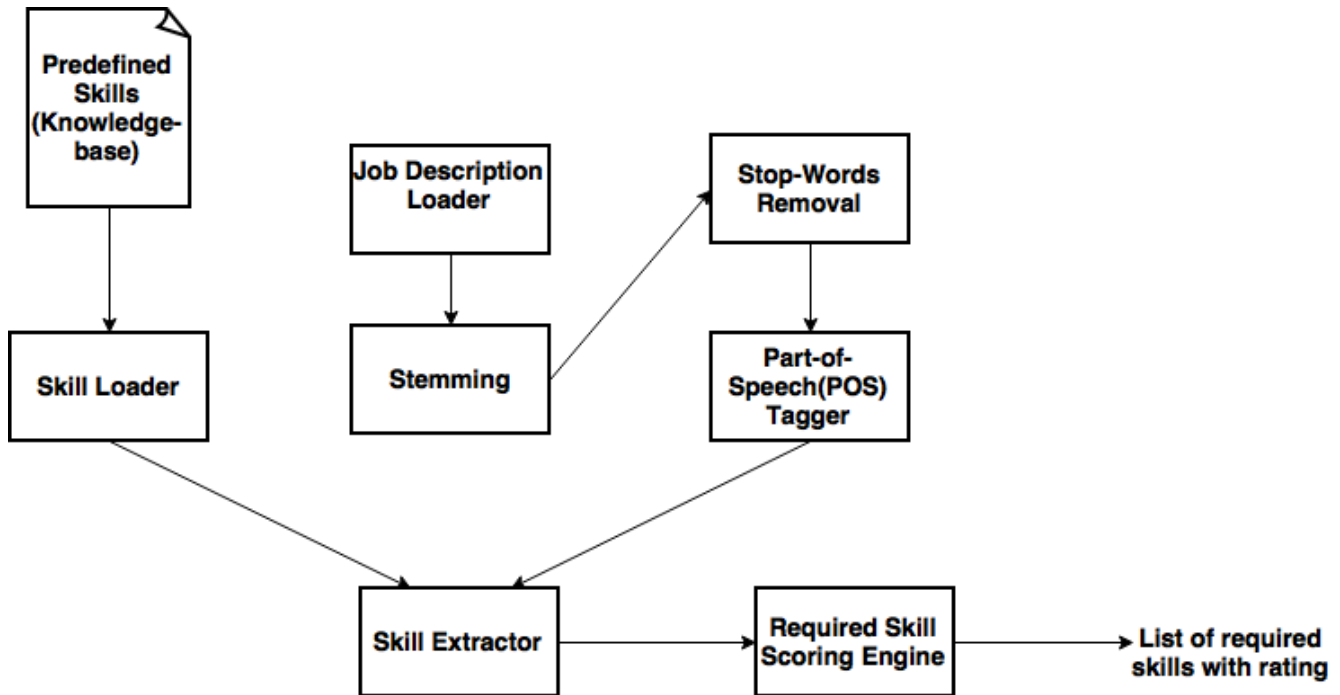 Predefined
Skills
(Knowledge-
base)
Job Description
Loader
Stop-Words
Removal
Skill Loader
Stemming
Part-of-
Speech(POS)
Tagger
Skill Extractor
Required Skill
Scoring Engine
List of required
skills with rating